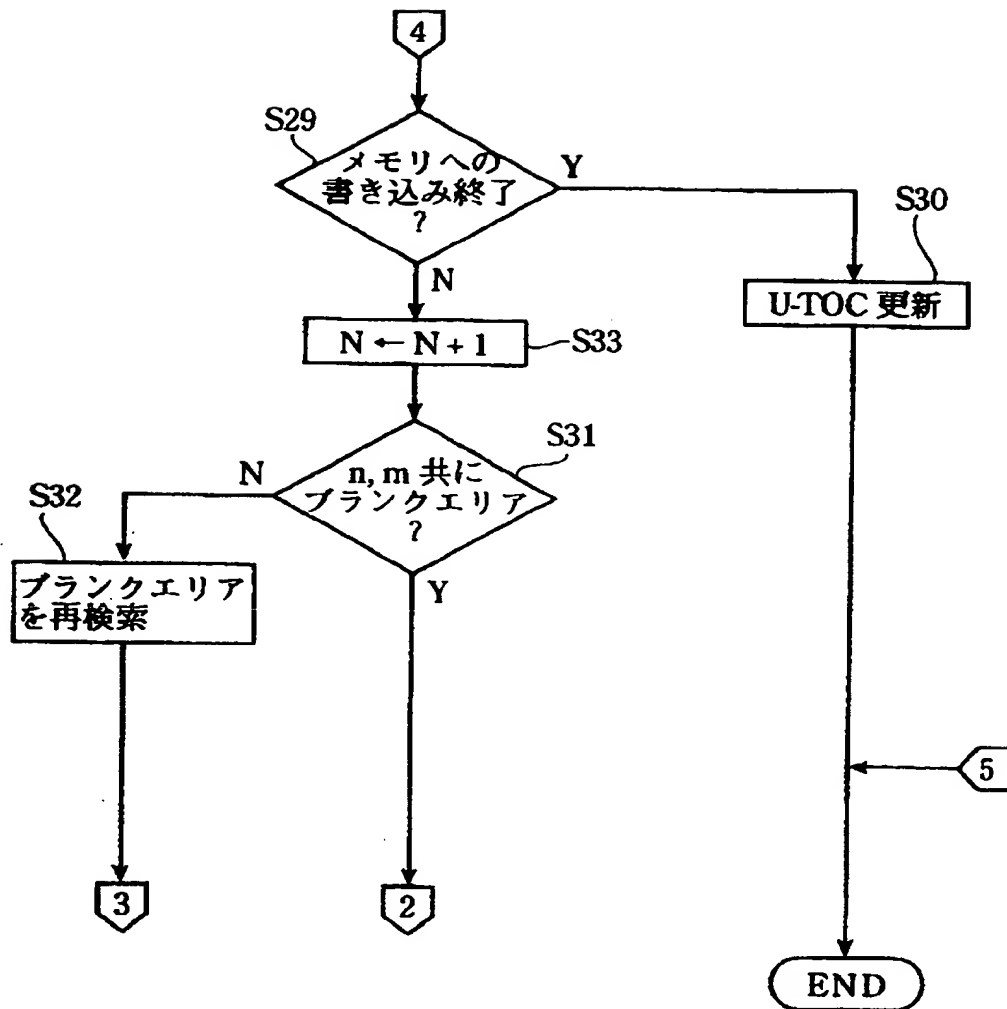 4
S29
メモリへの
書き込み終了
?
Y
S30
U-TOC 更新
N
N ← N + 1
S33
S31
n, m 共に
ブランクエリア
?
N
S32
ブランクエリア
を再検索
Y
5
3
2
END